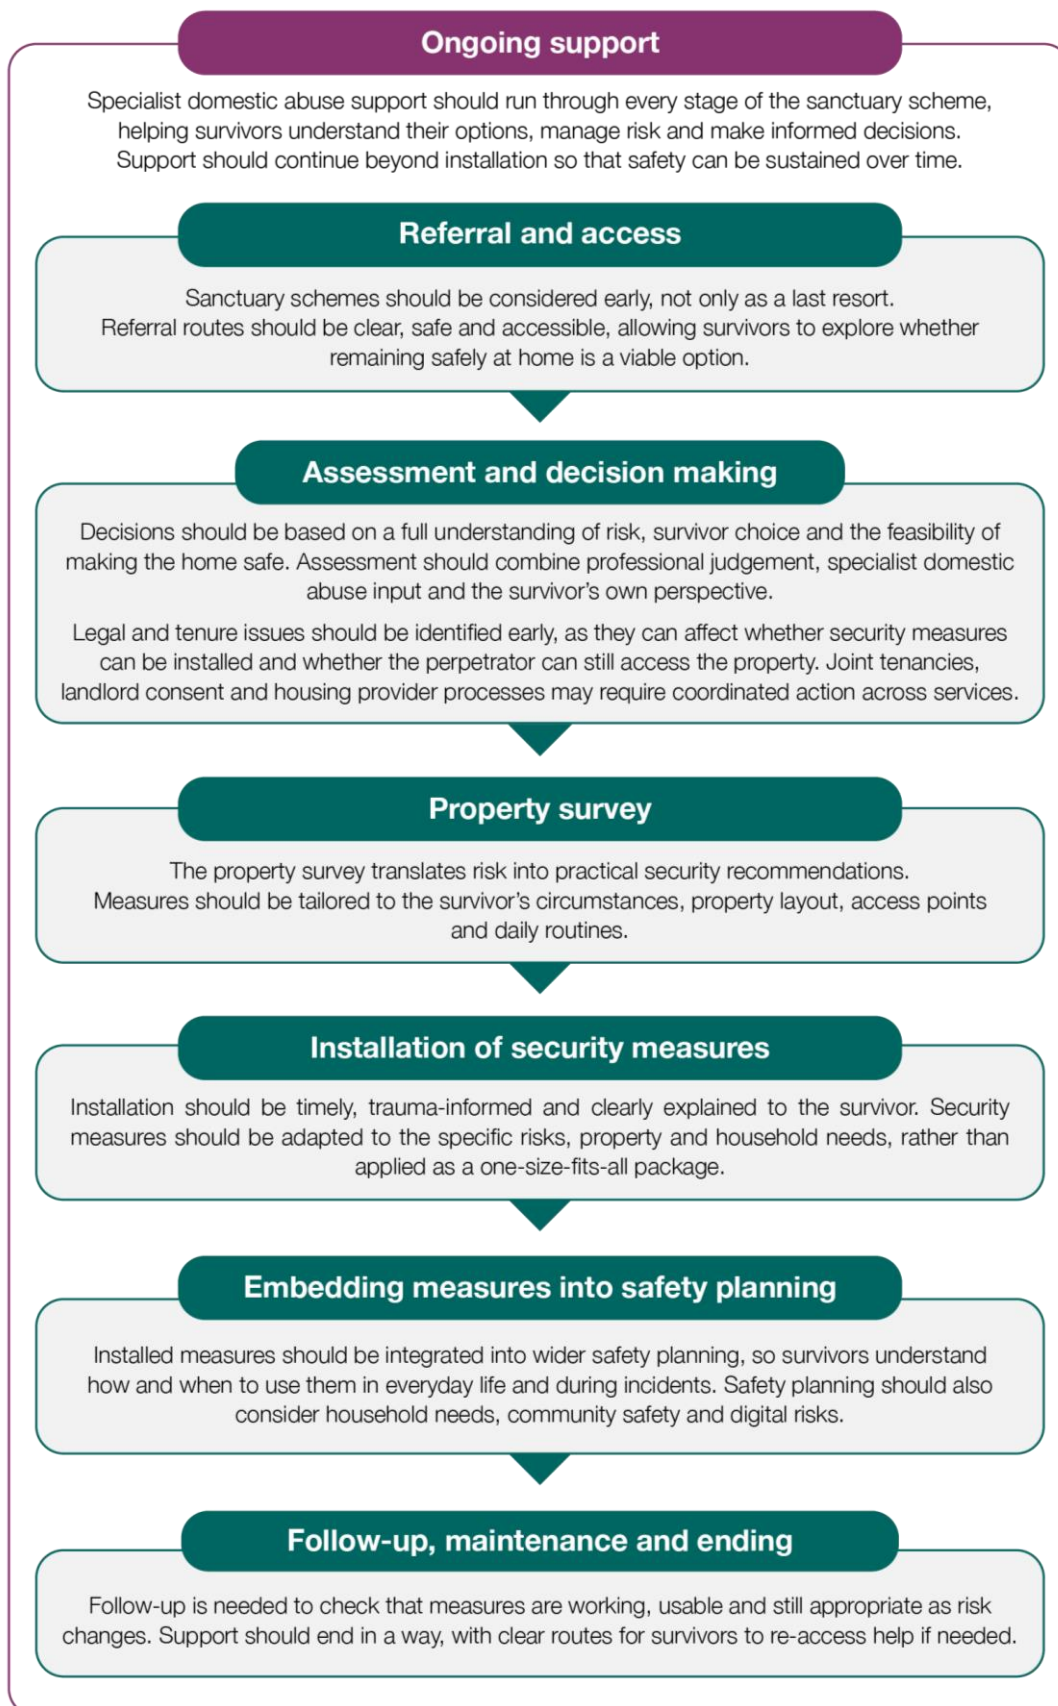 Ongoing support
Specialist domestic abuse support should run through every stage of the sanctuary scheme,
helping survivors understand their options, manage risk and make informed decisions.
Support should continue beyond installation so that safety can be sustained over time.
Referral and access
Sanctuary schemes should be considered early, not only as a last resort.
Referral routes should be clear, safe and accessible, allowing survivors to explore whether
remaining safely at home is a viable option.
Assessment and decision making
Decisions should be based on a full understanding of risk, survivor choice and the feasibility of
making the home safe. Assessment should combine professional judgement, specialist domestic
abuse input and the survivor’s own perspective.
Legal and tenure issues should be identified early, as they can affect whether security measures
can be installed and whether the perpetrator can still access the property. Joint tenancies,
landlord consent and housing provider processes may require coordinated action across services.
Property survey
The property survey translates risk into practical security recommendations.
Measures should be tailored to the survivor’s circumstances, property layout, access points
and daily routines.
Installation of security measures
Installation should be timely, trauma-informed and clearly explained to the survivor. Security
measures should be adapted to the specific risks, property and household needs, rather than
applied as a one-size-fits-all package.
Embedding measures into safety planning
Installed measures should be integrated into wider safety planning, so survivors understand
how and when to use them in everyday life and during incidents. Safety planning should also
consider household needs, community safety and digital risks.
Follow-up, maintenance and ending
Follow-up is needed to check that measures are working, usable and still appropriate as risk
changes. Support should end in a way, with clear routes for survivors to re-access help if needed.